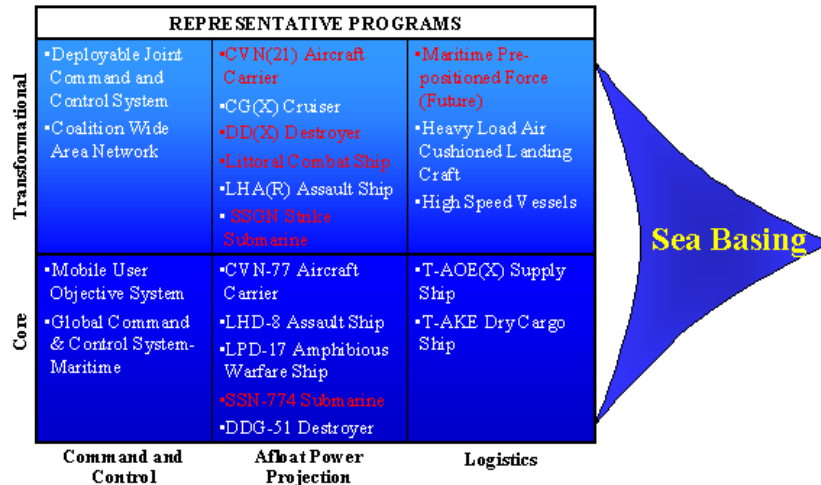 REPRESENTATIVE PROGRAMS
Transformational
▪Deployable Joint
Command and
Control System
▪Coalition Wide
Area Network
▪CVN(21) Aircraft
Carrier
▪CG(X) Cruiser
▪DD(X) Destroyer
▪Littoral Combat Ship
▪LHA(R) Assault Ship
▪ SSGN Strike
Submarine
▪Maritime Pre-
positioned Force
(Future)
▪Heavy Load Air
Cushioned Landing
Craft
▪High Speed Vessels
Core
▪Mobile User
Objective System
▪Global Command
& Control System-
Maritime
▪CVN-77 Aircraft
Carrier
▪LHD-8 Assault Ship
▪LPD-17 Amphibious
Warfare Ship
▪SSN-774 Submarine
▪DDG-51 Destroyer
▪T-AOE(X) Supply
Ship
▪T-AKE Dry Cargo
Ship
Command and
Control
Afloat Power
Projection
Logistics
Sea Basing